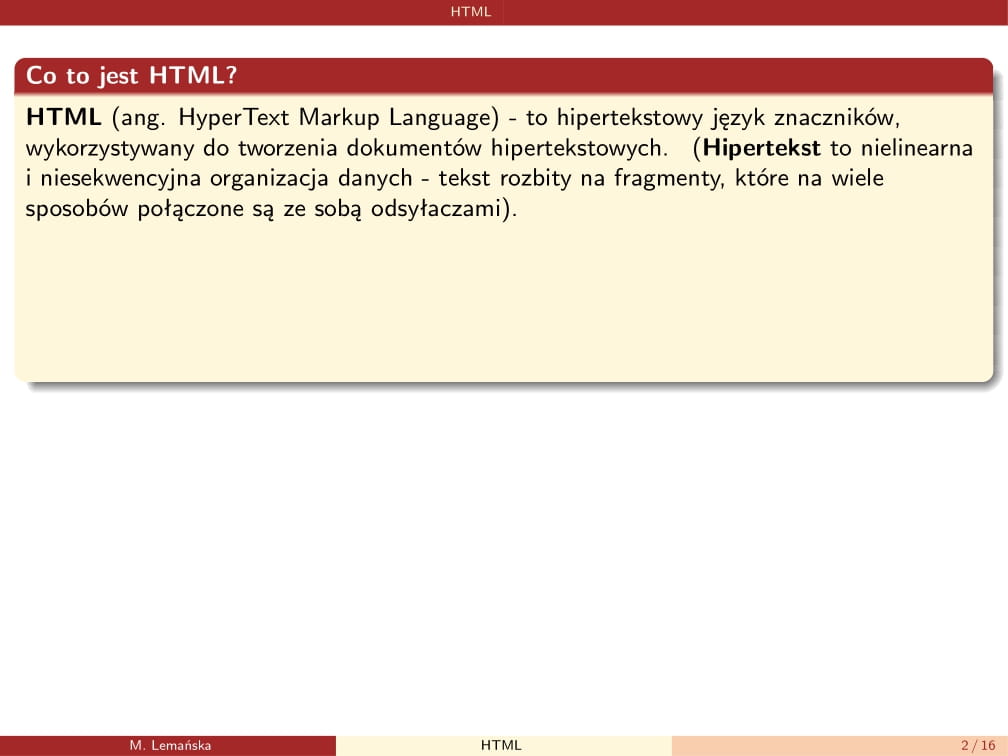 HTML
Co to jest HTML?
HTML (ang. HyperText Markup Language) - to hipertekstowy język znaczników,
wykorzystywany do tworzenia dokumentów hipertekstowych. (Hipertekst to nielinearna
i niesekwencyjna organizacja danych - tekst rozbity na fragmenty, które na wiele
sposobów połączone są ze sobą odsyłaczami).
M. Lemańska HTML 2 / 16